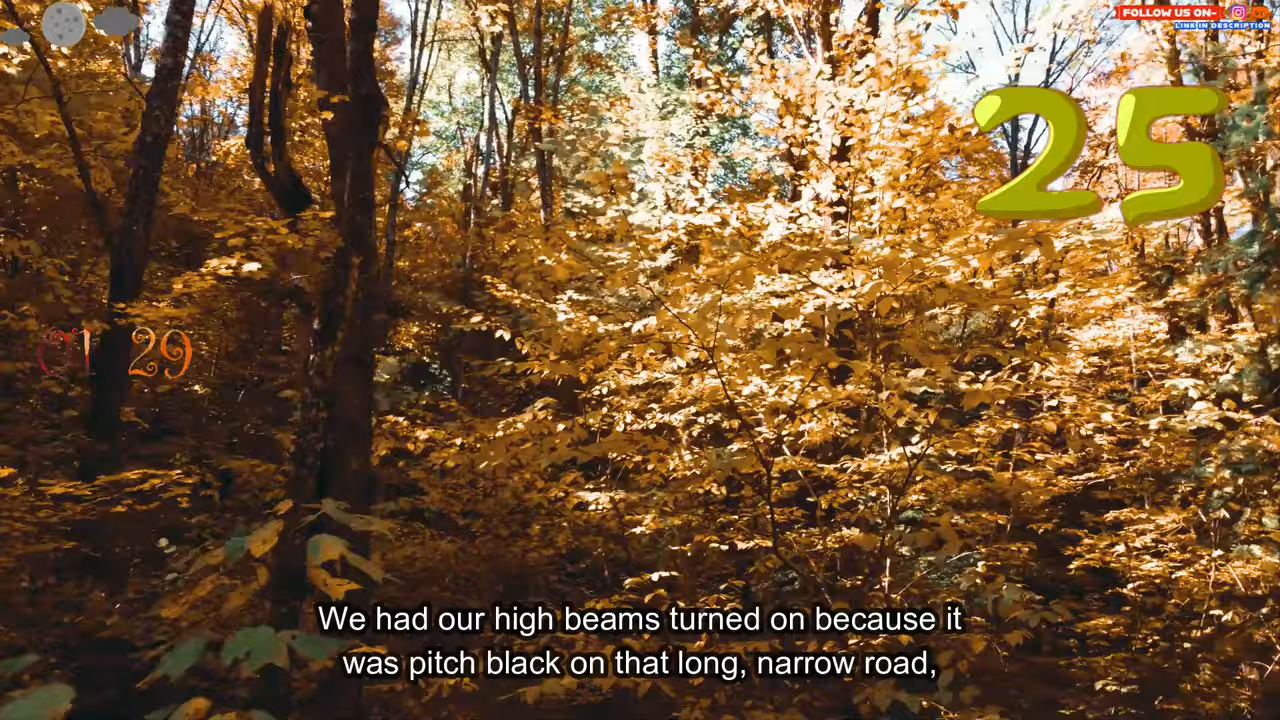 FOLLOW US ON-
LINK IN DESCRIPTION
25
01 29
We had our high beams turned on because it
was pitch black on that long, narrow road,